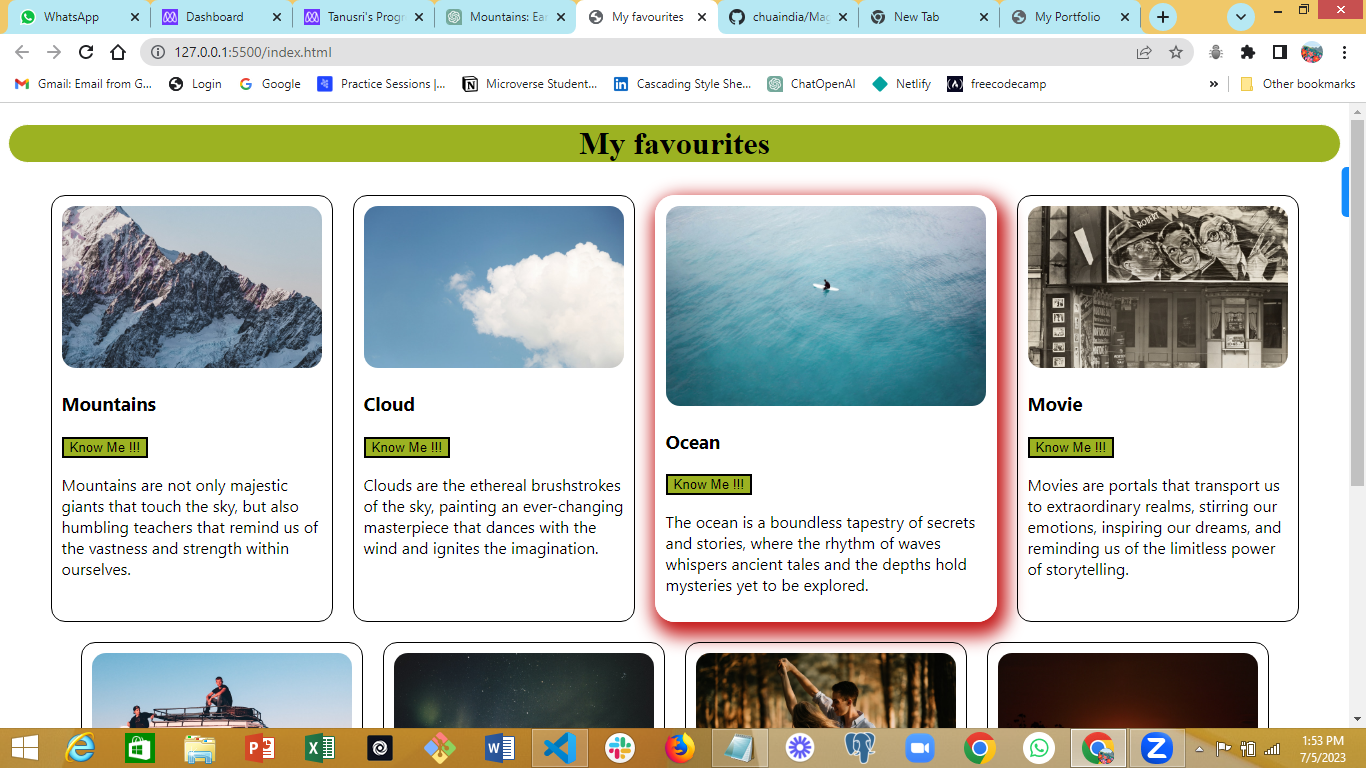 WhatsApp
Dashboard
Tanusri's Progr
Mountains: Ear
My favourites
chuaindia/Mag
New Tab
My Portfolio
127.0.0.1:5500/index.html
Gmail: Email from G...
Login
Google
Practice Sessions |...
Microverse Student...
Cascading Style She...
ChatOpenAI
Netlify
freecodecamp
»
Other bookmarks
My favourites
ROBERT
Mountains
Know Me !!!
Mountains are not only majestic
giants that touch the sky, but also
humbling teachers that remind us of
the vastness and strength within
ourselves.
Cloud
Know Me !!!
Clouds are the ethereal brushstrokes
of the sky, painting an ever-changing
masterpiece that dances with the
wind and ignites the imagination.
Ocean
Know Me !!!
The ocean is a boundless tapestry of secrets
and stories, where the rhythm of waves
whispers ancient tales and the depths hold
mysteries yet to be explored.
Movie
Know Me !!!
Movies are portals that transport us
to extraordinary realms, stirring our
emotions, inspiring our dreams, and
reminding us of the limitless power
of storytelling.
1:53 PM
7/5/2023